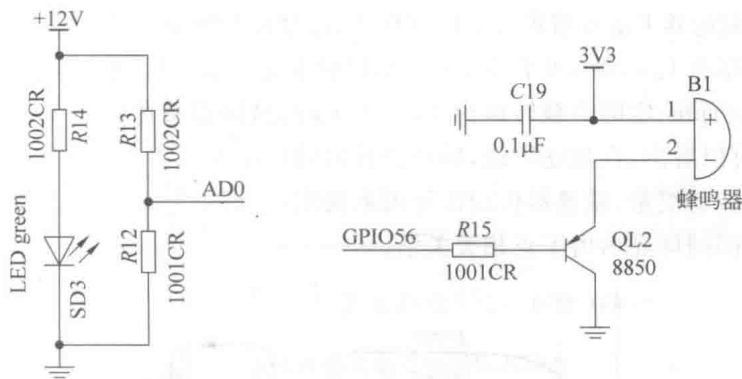 +12V
1002CR
R14
R13
1002CR
AD0
LED green
SD3
R12
1001CR
3V3
C19
0.1μF
B1
1
+
2
蜂鸣器
GPIO56
R15
1001CR
QL2
8850